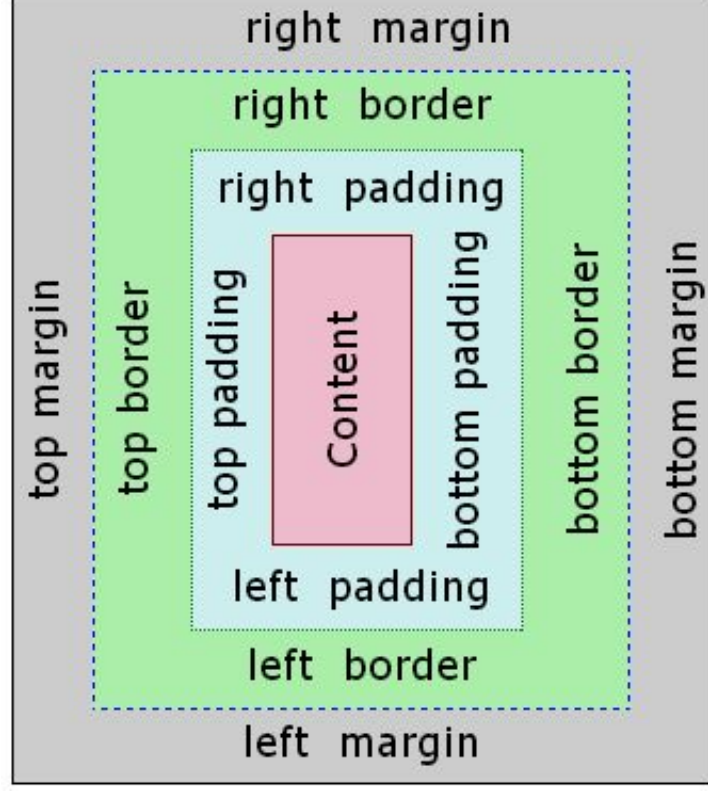 right margin
right border
right padding
top margin
top border
top padding
Content
bottom padding
bottom border
bottom margin
left padding
left border
left margin